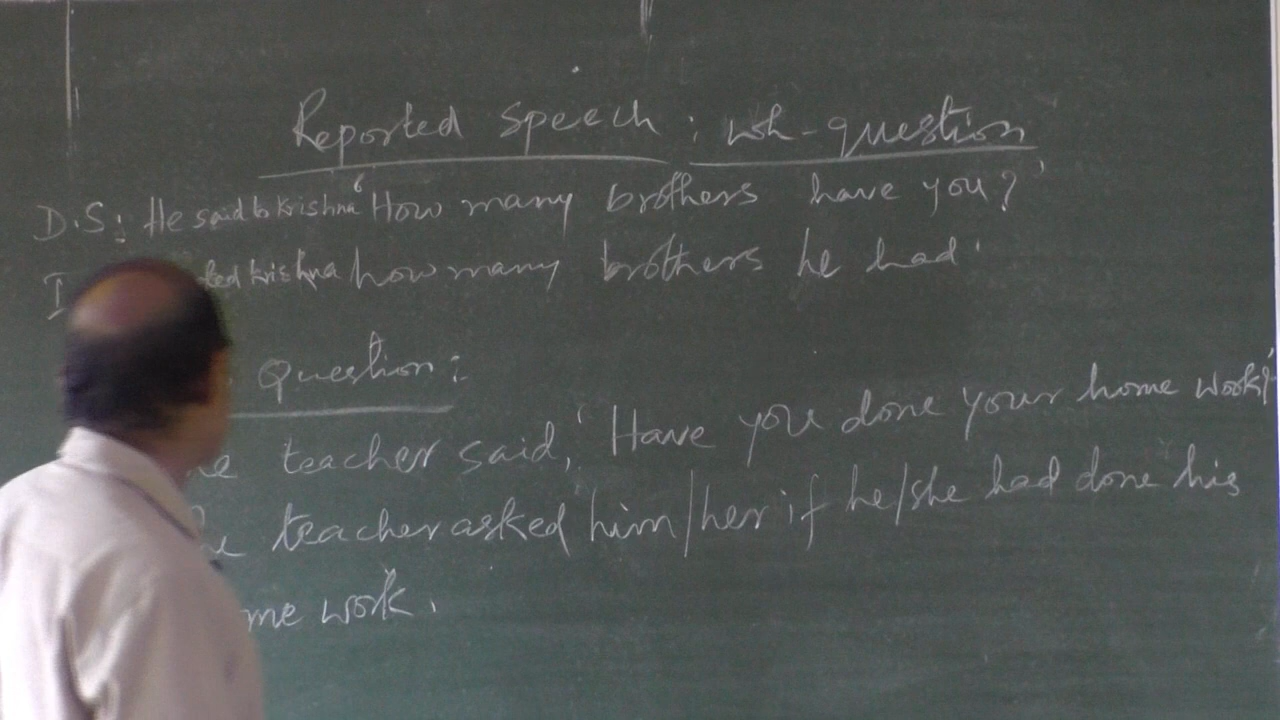 Reported Speech : wh-question
D.S: He said to Krishna ‘How many brothers have you?’
Krishna how many brothers he had.
Question:
teacher said, ‘Have you done your home work?’
teacher asked him/her if he/she had done his
work.